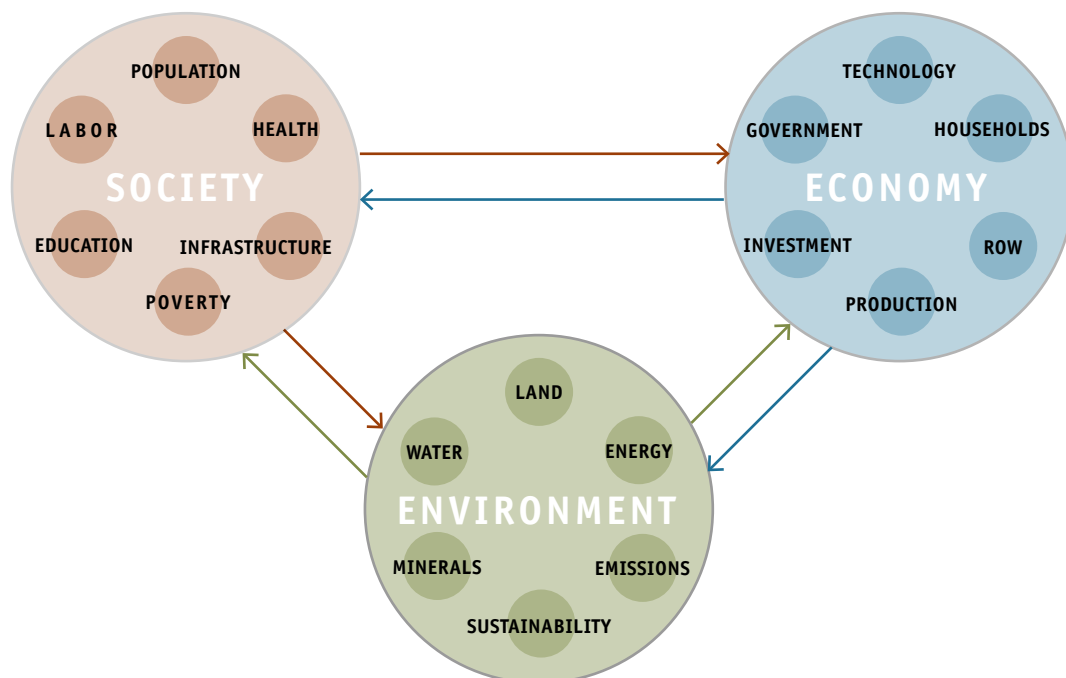 POPULATION
LABOR
HEALTH
SOCIETY
EDUCATION
INFRASTRUCTURE
POVERTY
TECHNOLOGY
GOVERNMENT
HOUSEHOLDS
ECONOMY
INVESTMENT
ROW
PRODUCTION
LAND
WATER
ENERGY
ENVIRONMENT
MINERALS
EMISSIONS
SUSTAINABILITY